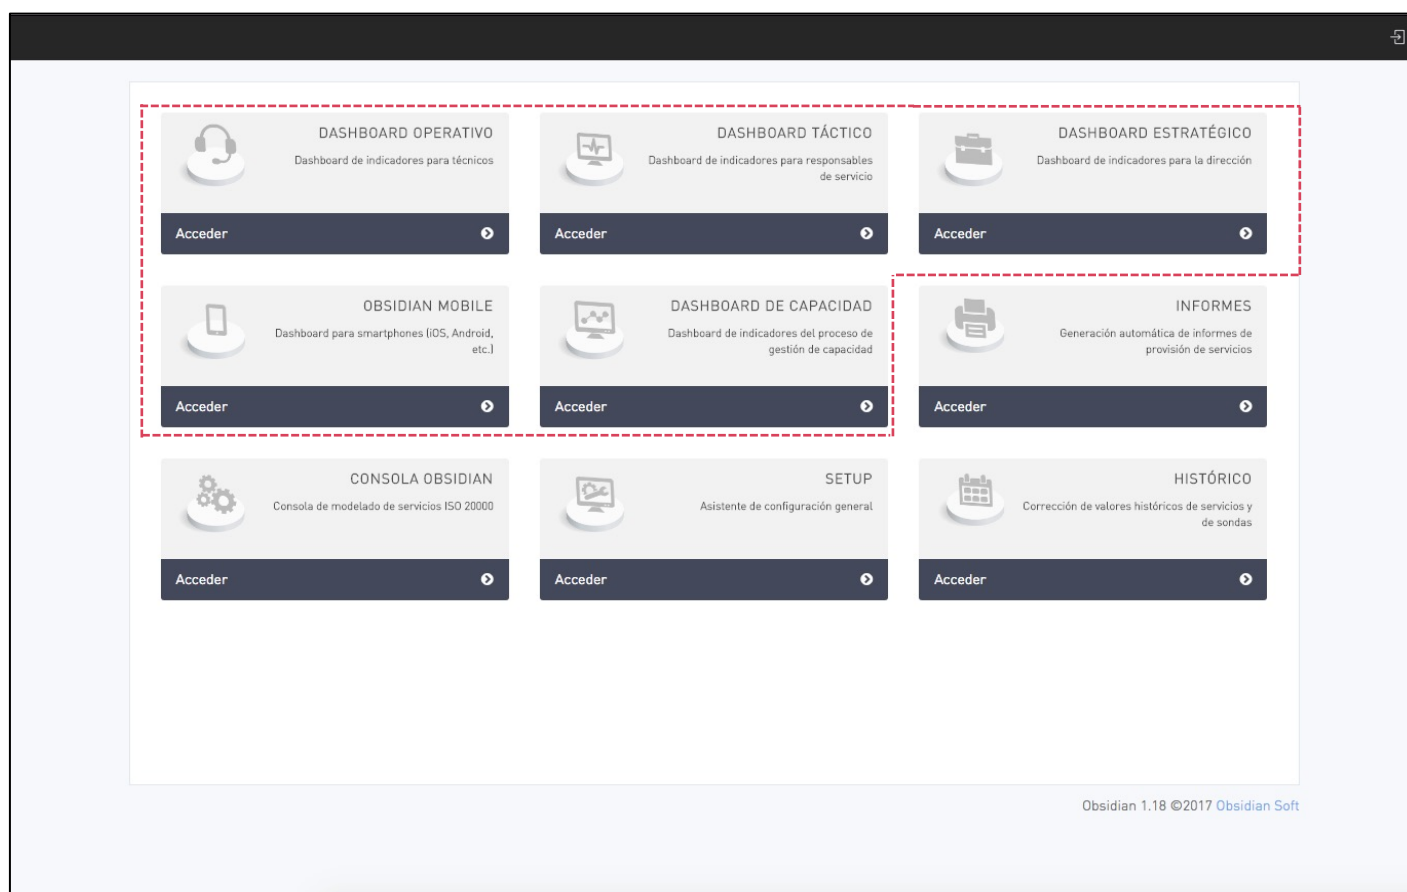 DASHBOARD OPERATIVO
Dashboard de indicadores para técnicos
Acceder
DASHBOARD TÁCTICO
Dashboard de indicadores para responsables
de servicio
Acceder
DASHBOARD ESTRATÉGICO
Dashboard de indicadores para la dirección
Acceder
OBSIDIAN MOBILE
Dashboard para smartphones (iOS, Android,
etc.)
Acceder
DASHBOARD DE CAPACIDAD
Dashboard de indicadores del proceso de
gestión de capacidad
Acceder
INFORMES
Generación automática de informes de
provisión de servicios
Acceder
CONSOLA OBSIDIAN
Consola de modelado de servicios ISO 20000
Acceder
SETUP
Asistente de configuración general
Acceder
HISTÓRICO
Corrección de valores históricos de servicios y
de sondas
Acceder
Obsidian 1.18 ©2017 Obsidian Soft